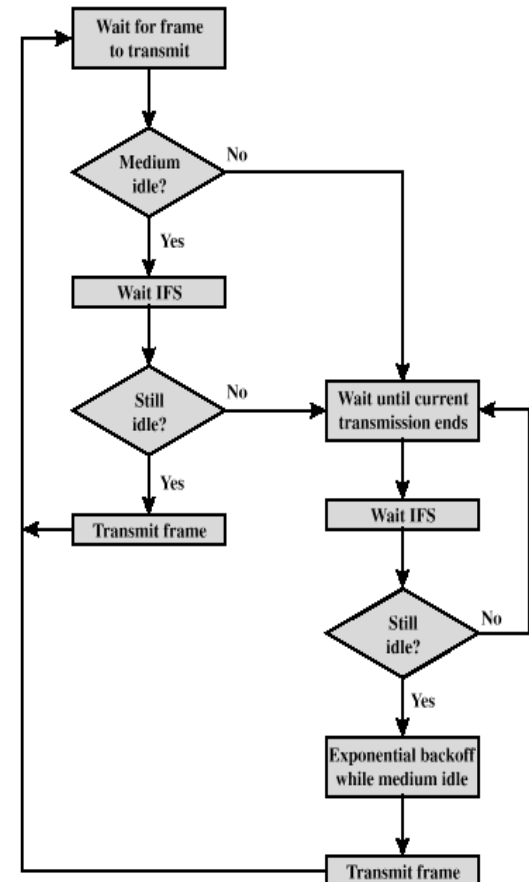 Wait for frame
to transmit
Medium
idle?
No
Yes
Wait IFS
Still
idle?
No
Yes
Transmit frame
Wait until current
transmission ends
Wait IFS
Still
idle?
No
Yes
Exponential backoff
while medium idle
Transmit frame